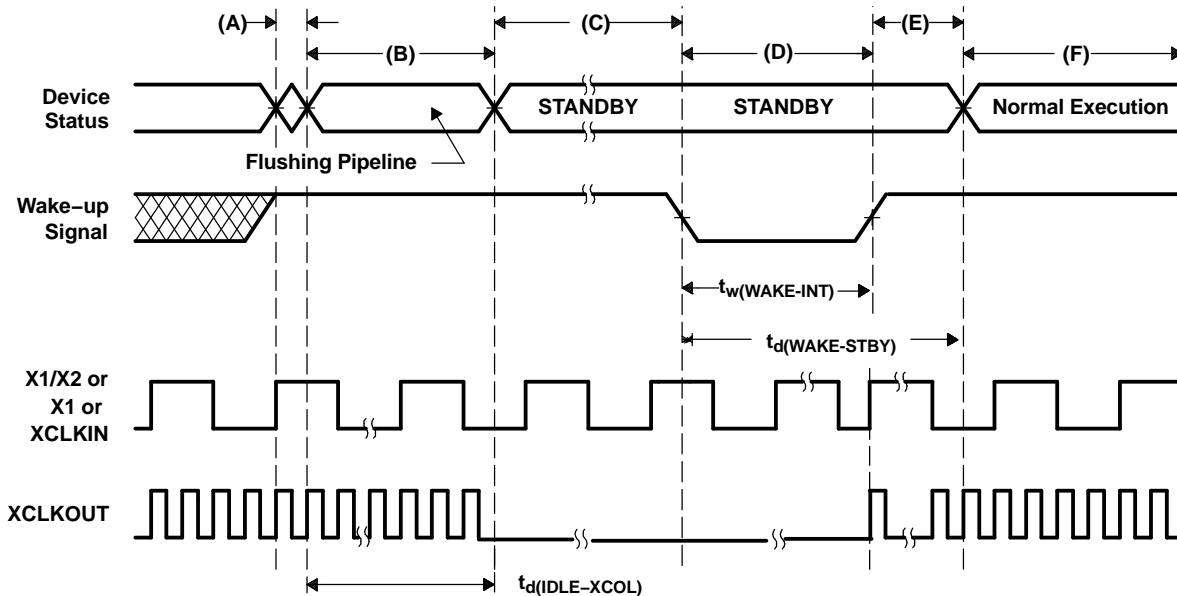 (A)
(B)
(C)
(D)
(E)
(F)
Device
Status
STANDBY
STANDBY
Normal Execution
Flushing Pipeline
Wake−up
Signal
tw(WAKE-INT)
td(WAKE-STBY)
X1/X2 or
X1 or
XCLKIN
XCLKOUT
td(IDLE−XCOL)